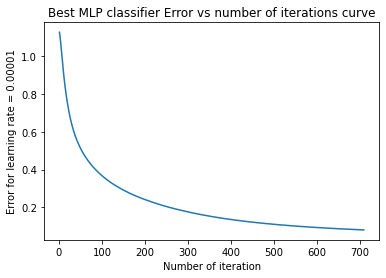 Best MLP classifier Error vs number of iterations curve
Error for learning rate = 0.00001
1.0
0.8
0.6
0.4
0.2
0 100 200 300 400 500 600 700
Number of iteration